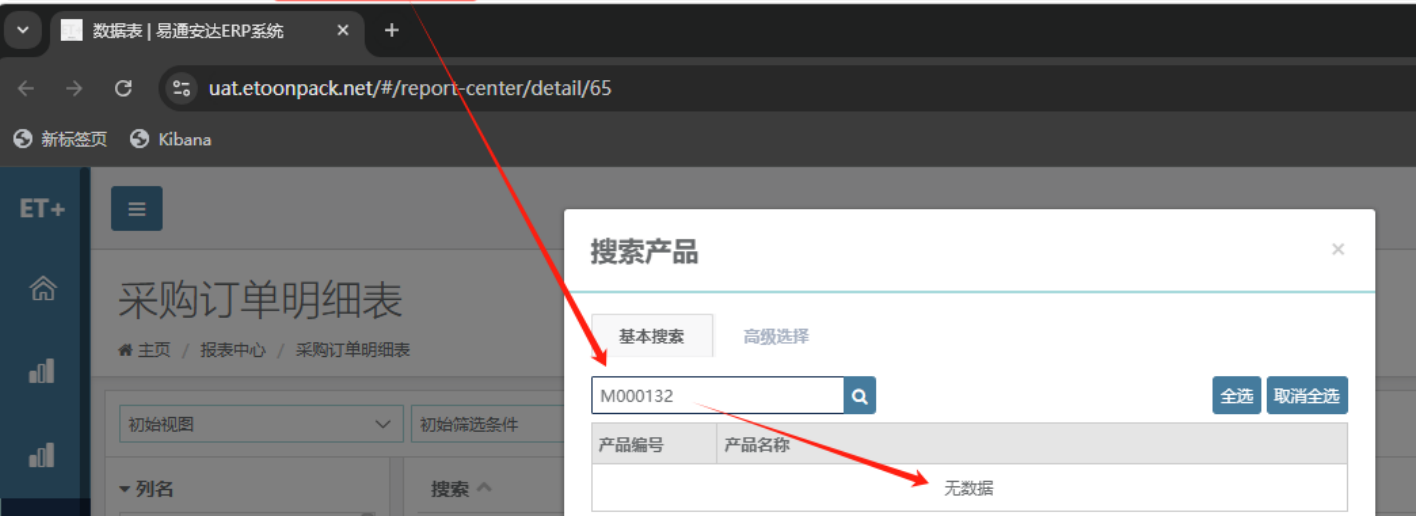 数据表 | 易通安达ERP系统
uat.etoonpack.net/#/report-center/detail/65
新标签页 Kibana
ET+
搜索产品
采购订单明细表
基本搜索 高级选择
主页 / 报表中心 / 采购订单明细表
M000132 全选 取消全选
初始视图 初始筛选条件
产品编号 产品名称
列名 搜索 无数据